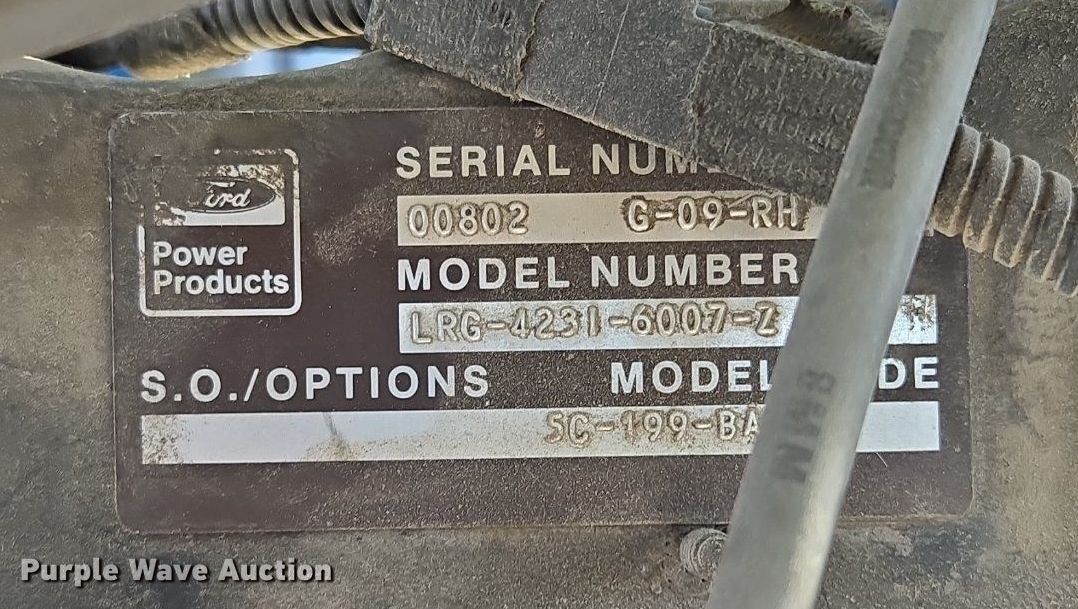 Ford
Power
Products
SERIAL NUM
00802 G-09-RH
MODEL NUMBER
LRG-4231-6007-Z H
S.O./OPTIONS MODEL DE
5C-199-BA
Purple Wave Auction